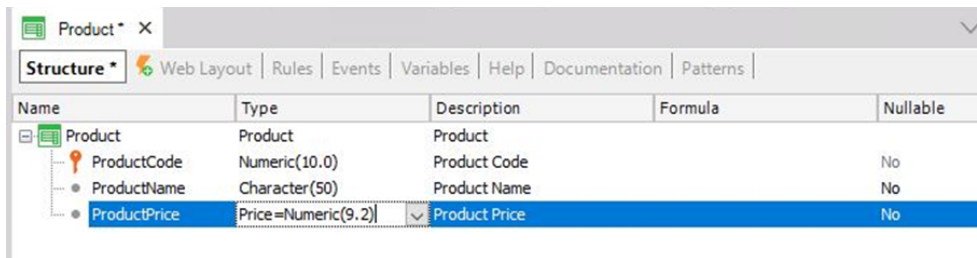 Product *
Structure * Web Layout Rules Events Variables Help Documentation Patterns
Name Type Description Formula Nullable
Product Product Product
ProductCode Numeric(10.0) Product Code No
ProductName Character(50) Product Name No
ProductPrice Price=Numeric(9.2) Product Price No